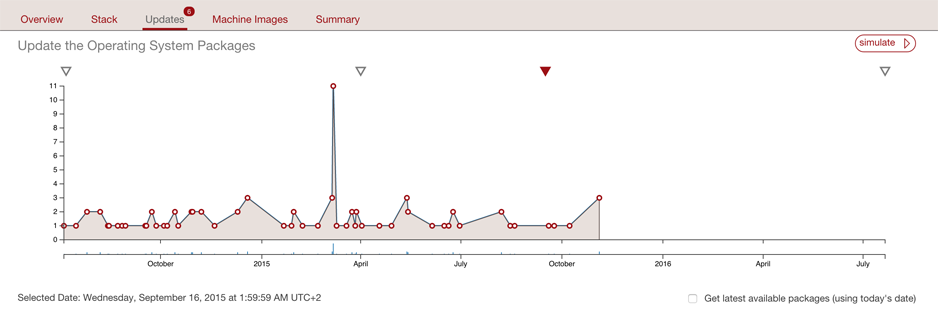 Overview Stack Updates 6 Machine Images Summary
Update the Operating System Packages
simulate
11
10
9
8
7
6
5
4
3
2
1
0
October 2015 April July October 2016 April July
Selected Date: Wednesday, September 16, 2015 at 1:59:59 AM UTC+2
Get latest available packages (using today's date)